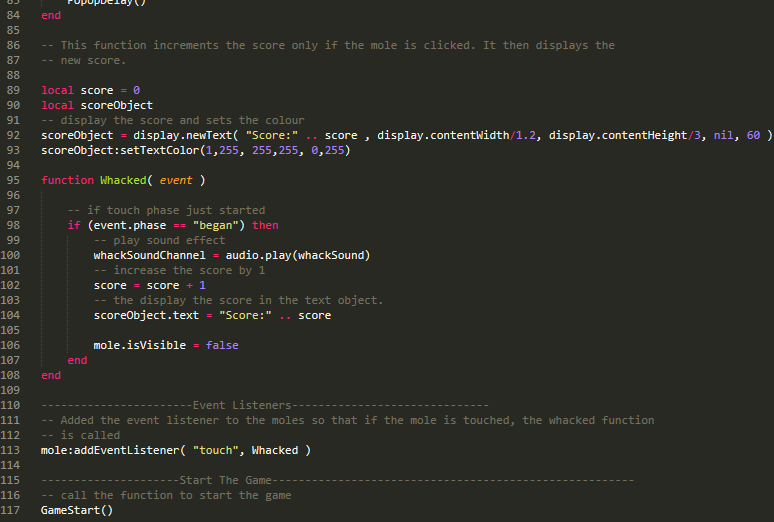 83 PopUpDelay()
84 end
85
86 -- This function increments the score only if the mole is clicked. It then displays the
87 -- new score.
88
89 local score = 0
90 local scoreObject
91 -- display the score and sets the colour
92 scoreObject = display.newText( "Score:" .. score , display.contentWidth/1.2, display.contentHeight/3, nil, 60 )
93 scoreObject:setTextColor(1,255, 255,255, 0,255)
94
95 function Whacked( event )
96
97 -- if touch phase just started
98 if (event.phase == "began") then
99 -- play sound effect
100 whackSoundChannel = audio.play(whackSound)
101 -- increase the score by 1
102 score = score + 1
103 -- the display the score in the text object.
104 scoreObject.text = "Score:" .. score
105
106 mole.isVisible = false
107 end
108 end
109
110 -----------------------Event Listeners------------------------------
111 -- Added the event listener to the moles so that if the mole is touched, the whacked function
112 -- is called
113 mole:addEventListener( "touch", Whacked )
114
115 ---------------------Start The Game-------------------------------------------------------
116 -- call the function to start the game
117 GameStart()